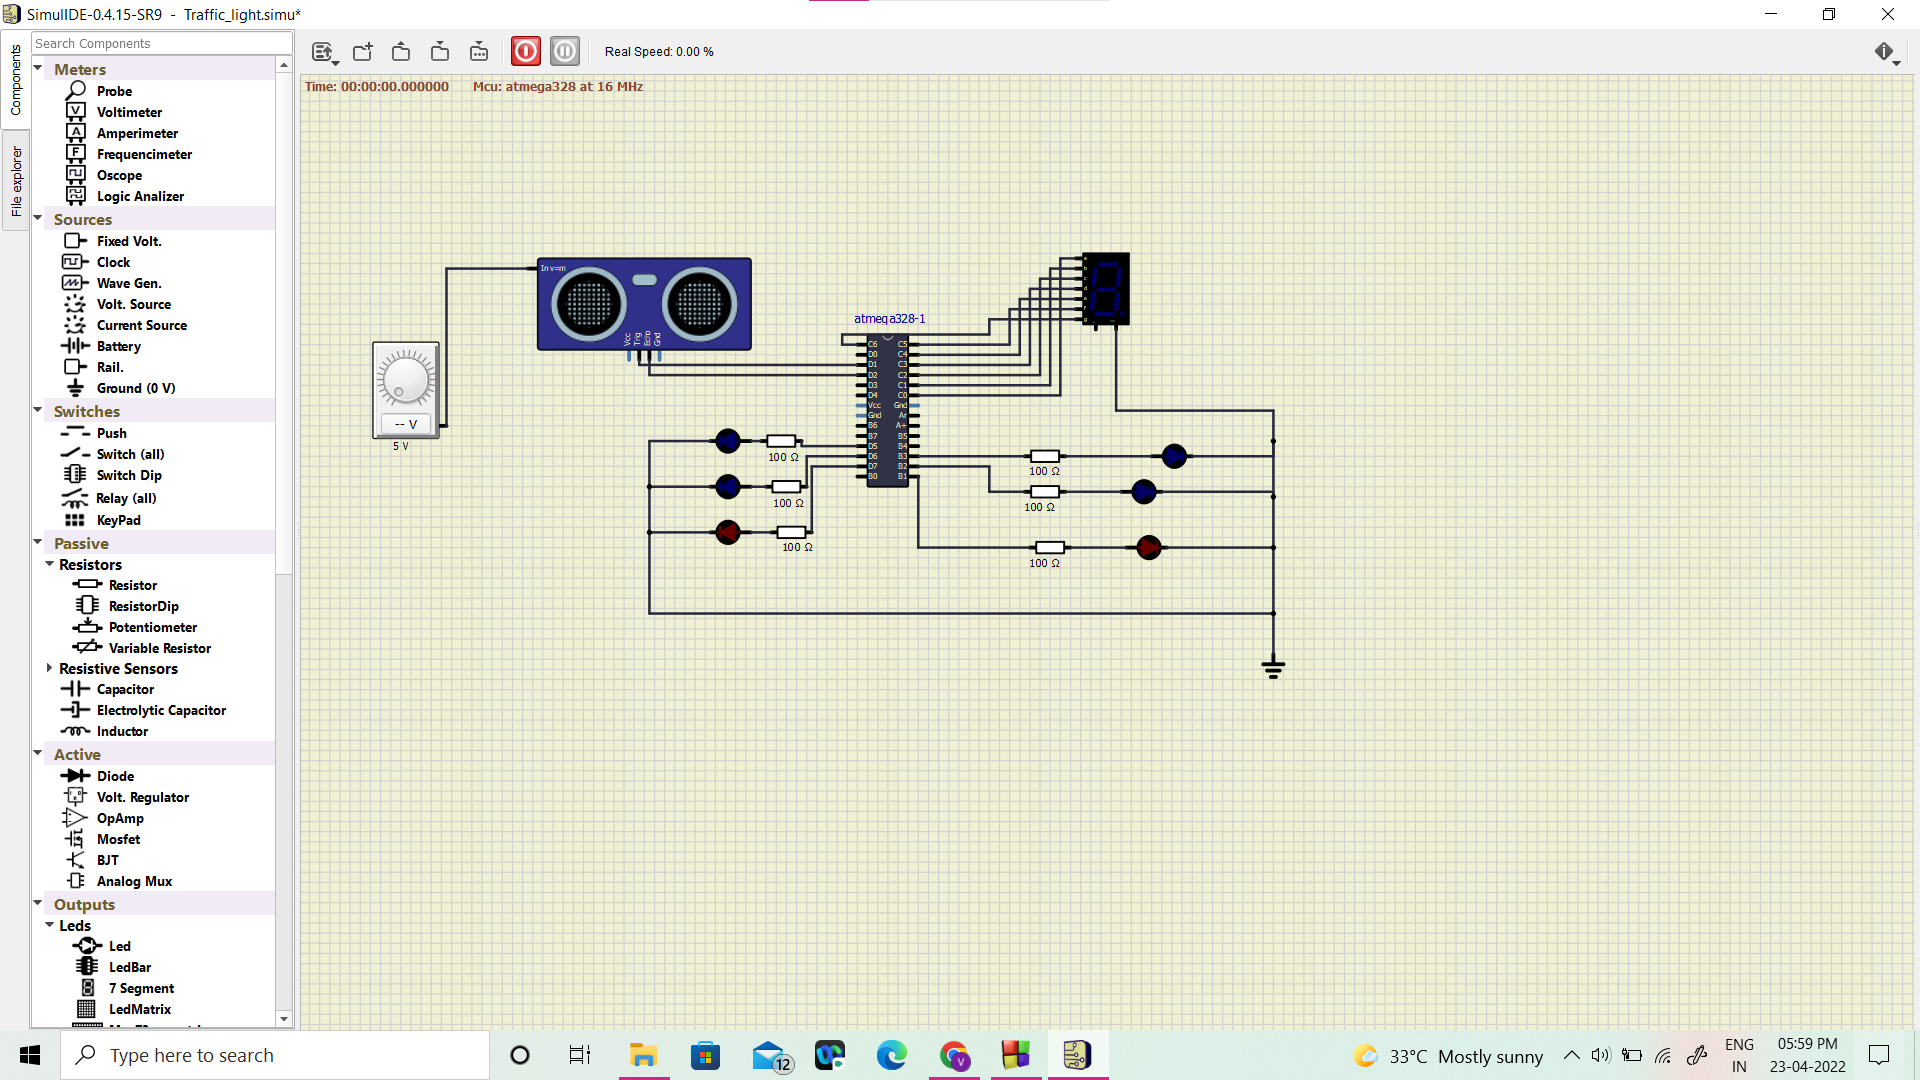 SimulIDE-0.4.15-SR9 - Traffic_light.simu*
Components
File explorer
Search Components
Meters
Probe
Voltimeter
Amperimeter
Frequencimeter
Oscope
Logic Analizer
Sources
Fixed Volt.
Clock
Wave Gen.
Volt. Source
Current Source
Battery
Rail.
Ground (0 V)
Switches
Push
Switch (all)
Switch Dip
Relay (all)
KeyPad
Passive
Resistors
Resistor
ResistorDip
Potentiometer
Variable Resistor
Resistive Sensors
Capacitor
Electrolytic Capacitor
Inductor
Active
Diode
Volt. Regulator
OpAmp
Mosfet
BJT
Analog Mux
Outputs
Leds
Led
LedBar
7 Segment
LedMatrix
Real Speed: 0.00 %
Time: 00:00:00.000000 Mcu: atmega328 at 16 MHz
In v=m
Vcc
Trig
Echo
Gnd
-- V
5 V
atmega328-1
C6 C5
D0 C4
D1 C3
D2 C2
D3 C1
D4 C0
Vcc Gnd
Gnd Ar
B6 A+
B7 B5
D5 B4
D6 B3
D7 B2
B0 B1
a
b
c
d
e
f
g
100 Ω
100 Ω
100 Ω
100 Ω
100 Ω
100 Ω
Type here to search
12
V
33°C Mostly sunny
ENG
IN
05:59 PM
23-04-2022